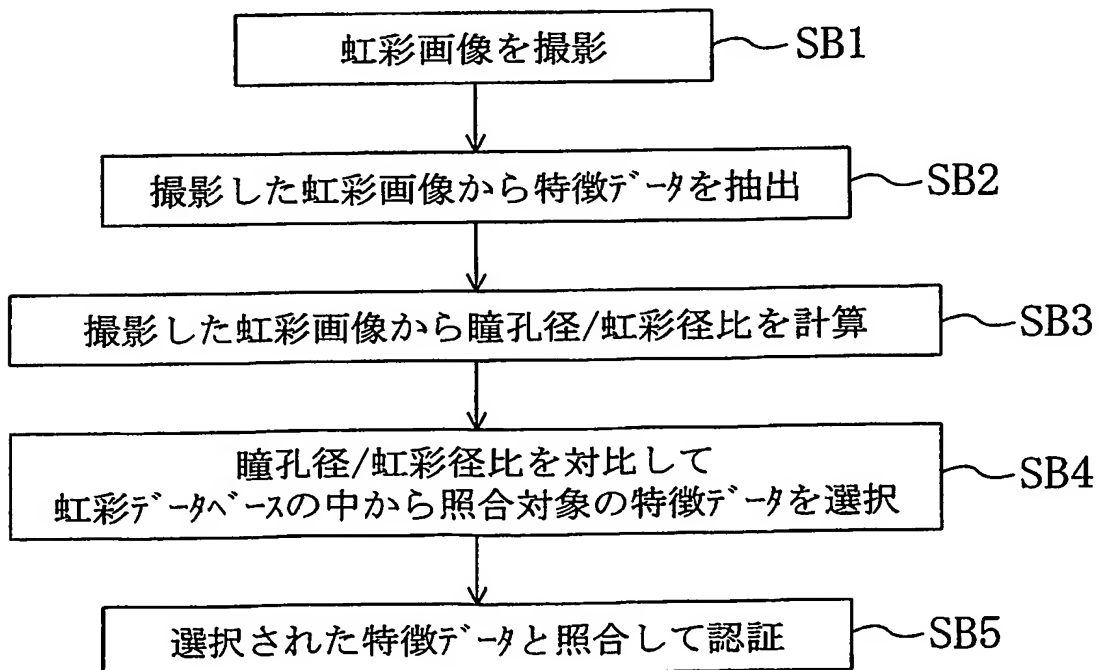 虹彩画像を撮影
SB1
撮影した虹彩画像から特徴データを抽出
SB2
撮影した虹彩画像から瞳孔径/虹彩径比を計算
SB3
瞳孔径/虹彩径比を対比して
虹彩データベースの中から照合対象の特徴データを選択
SB4
選択された特徴データと照合して認証
SB5